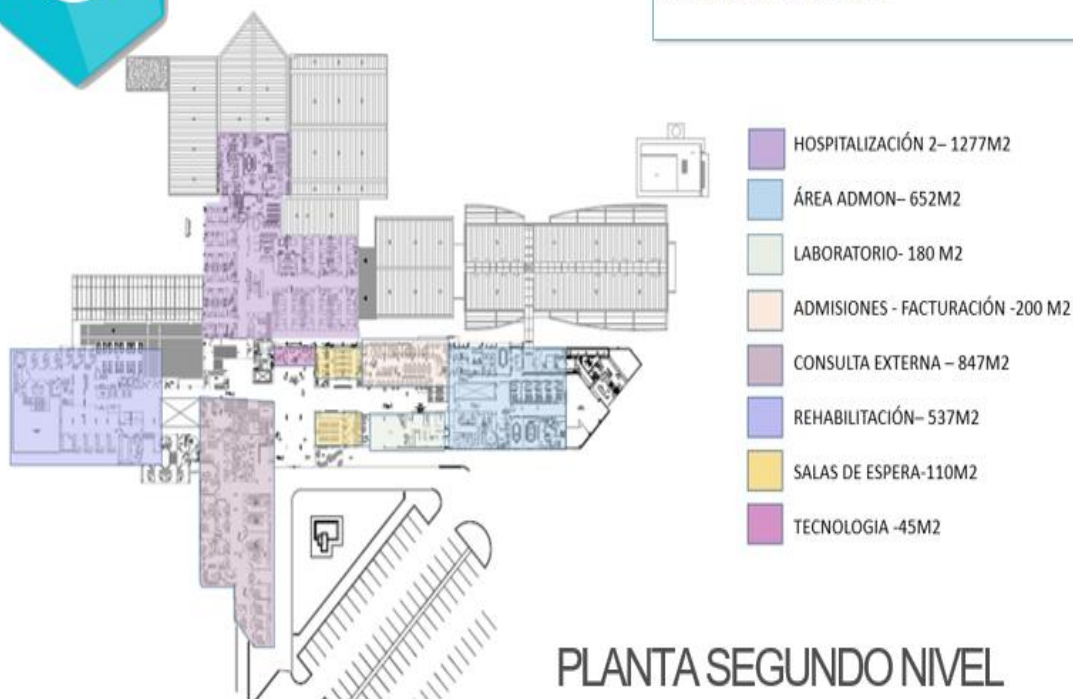 HOSPITALIZACIÓN 2– 1277M2
ÁREA ADMON– 652M2
LABORATORIO- 180 M2
ADMISIONES - FACTURACIÓN -200 M2
CONSULTA EXTERNA – 847M2
REHABILITACIÓN– 537M2
SALAS DE ESPERA-110M2
TECNOLOGIA -45M2
PLANTA SEGUNDO NIVEL